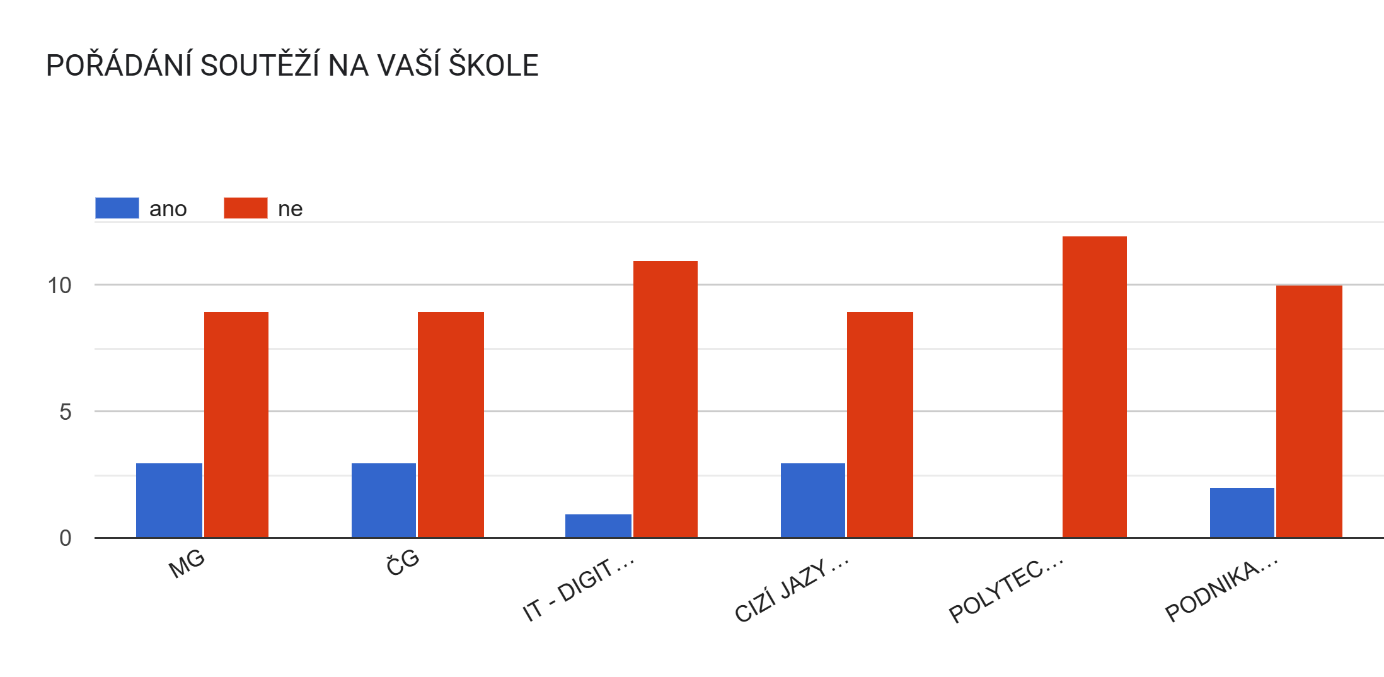 POŘÁDÁNÍ SOUTĚŽÍ NA VAŠÍ ŠKOLE
ano ne
10
5
0
MG
ČG
IT - DIGIT…
CIZÍ JAZY…
POLYTEC…
PODNIKA…